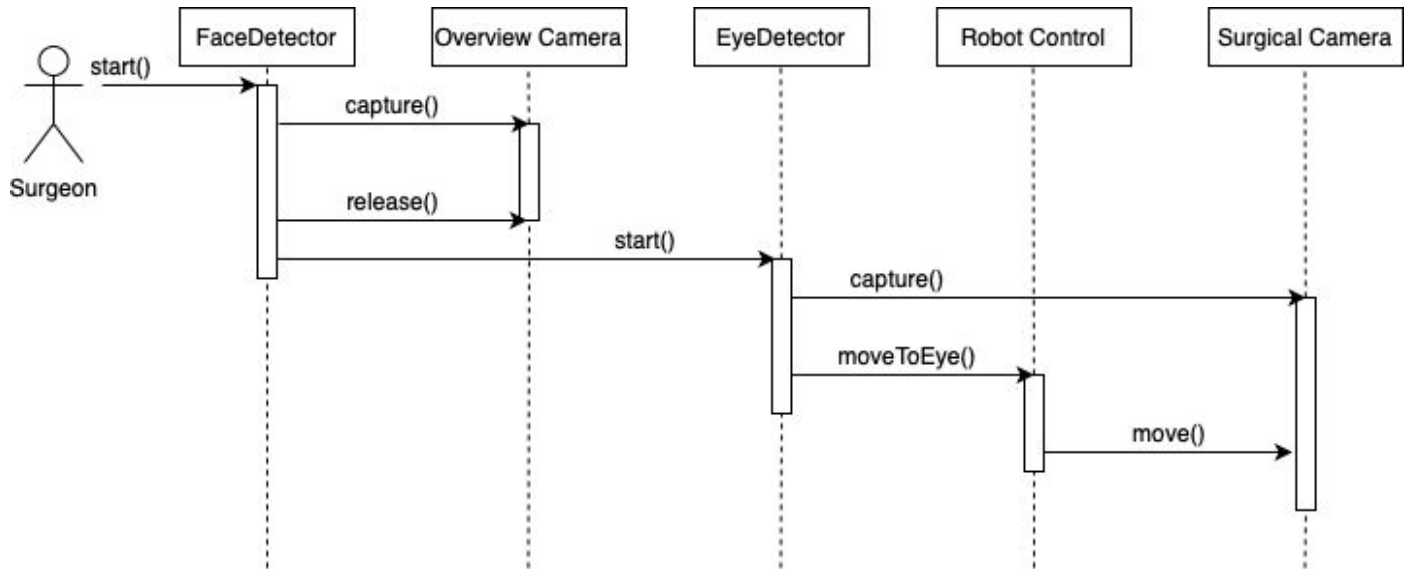 FaceDetector
Overview Camera
EyeDetector
Robot Control
Surgical Camera
start()
capture()
Surgeon
release()
start()
capture()
moveToEye()
move()